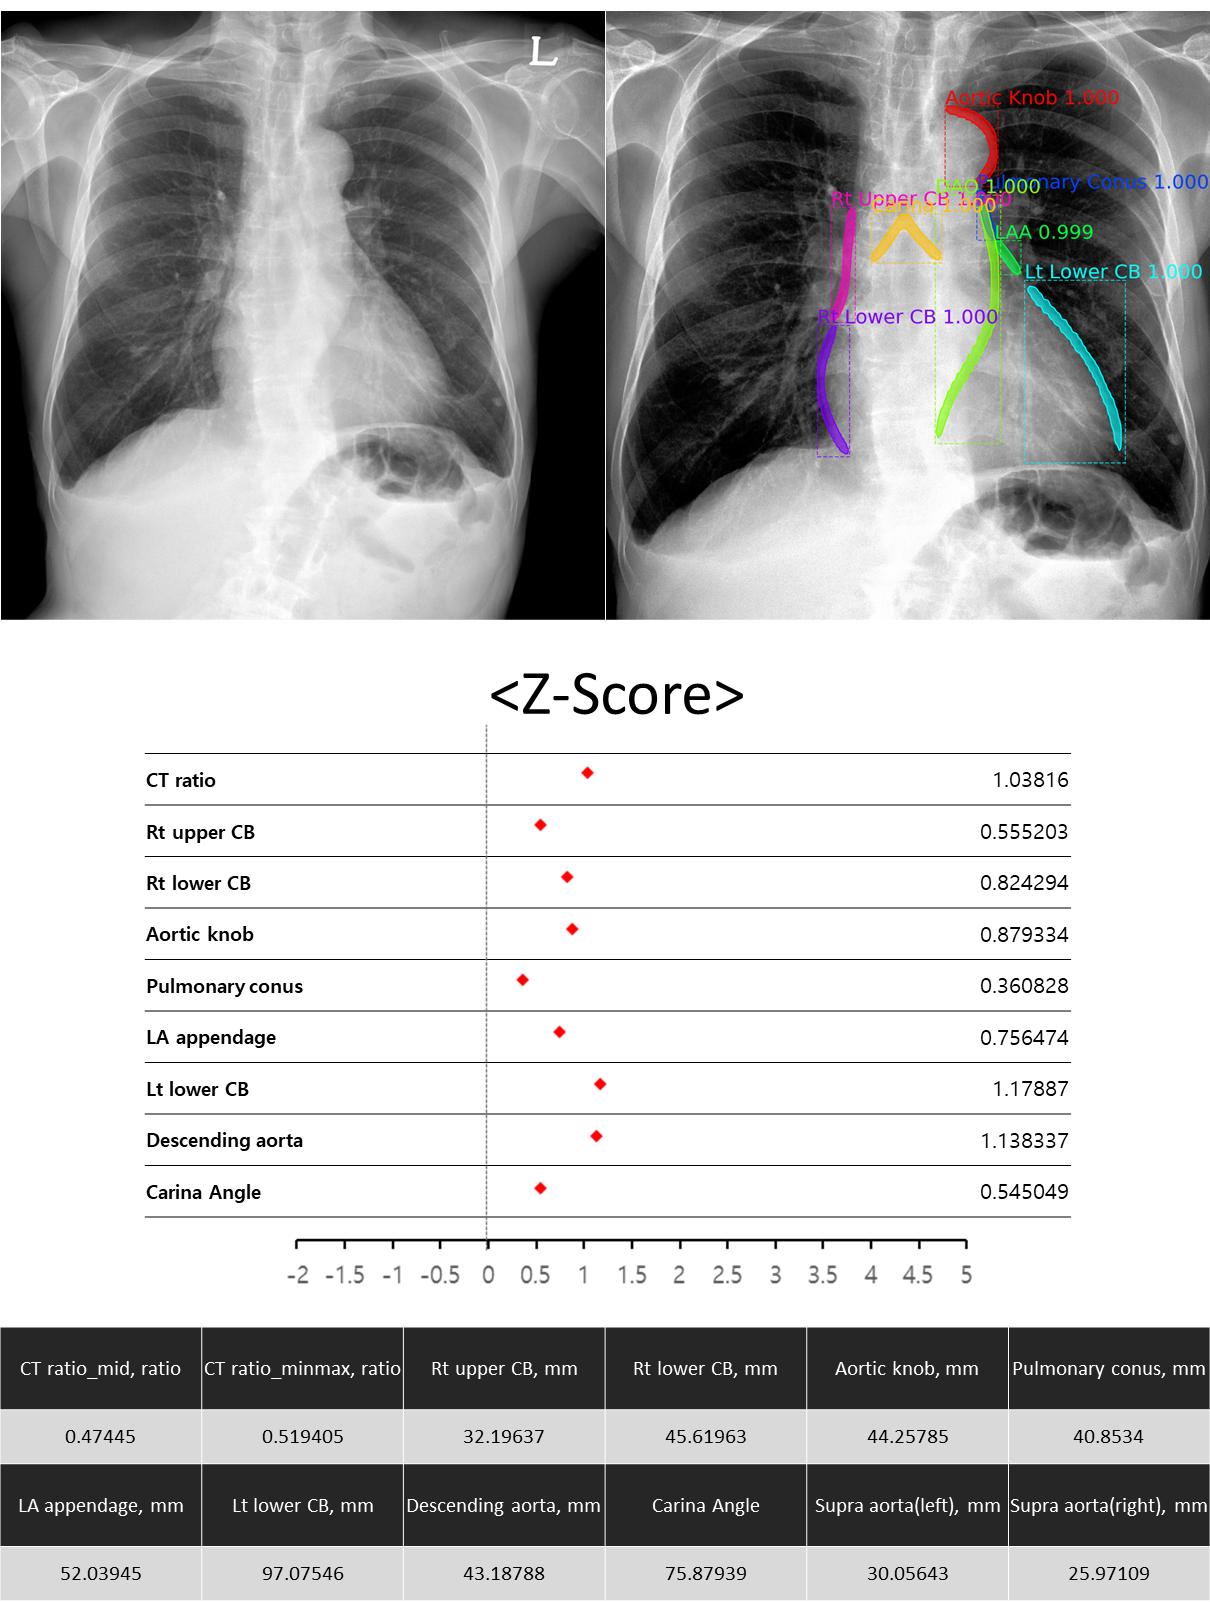 L
Aortic Knob 1.000
Pulmonary Conus 1.000
DAO 1.000
Rt Upper CB 1.000
Carina 1.000
LAA 0.999
Lt Lower CB 1.000
Rt Lower CB 1.000
<Z-Score>
CT ratio 1.03816
Rt upper CB 0.555203
Rt lower CB 0.824294
Aortic knob 0.879334
Pulmonary conus 0.360828
LA appendage 0.756474
Lt lower CB 1.17887
Descending aorta 1.138337
Carina Angle 0.545049
-2 -1.5 -1 -0.5 0 0.5 1 1.5 2 2.5 3 3.5 4 4.5 5
CT ratio_mid, ratio CT ratio_minmax, ratio Rt upper CB, mm Rt lower CB, mm Aortic knob, mm Pulmonary conus, mm
0.47445 0.519405 32.19637 45.61963 44.25785 40.8534
LA appendage, mm Lt lower CB, mm Descending aorta, mm Carina Angle Supra aorta(left), mm Supra aorta(right), mm
52.03945 97.07546 43.18788 75.87939 30.05643 25.97109